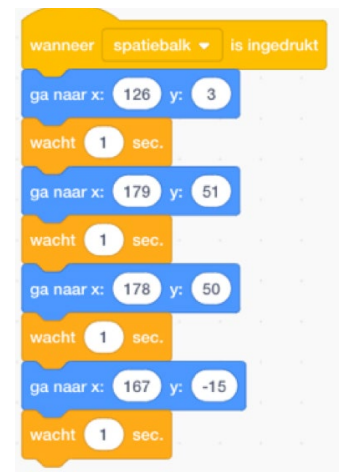 wanneer spatiebalk is ingedrukt
ga naar x: 126 y: 3
wacht 1 sec.
ga naar x: 179 y: 51
wacht 1 sec.
ga naar x: 178 y: 50
wacht 1 sec.
ga naar x: 167 y: -15
wacht 1 sec.